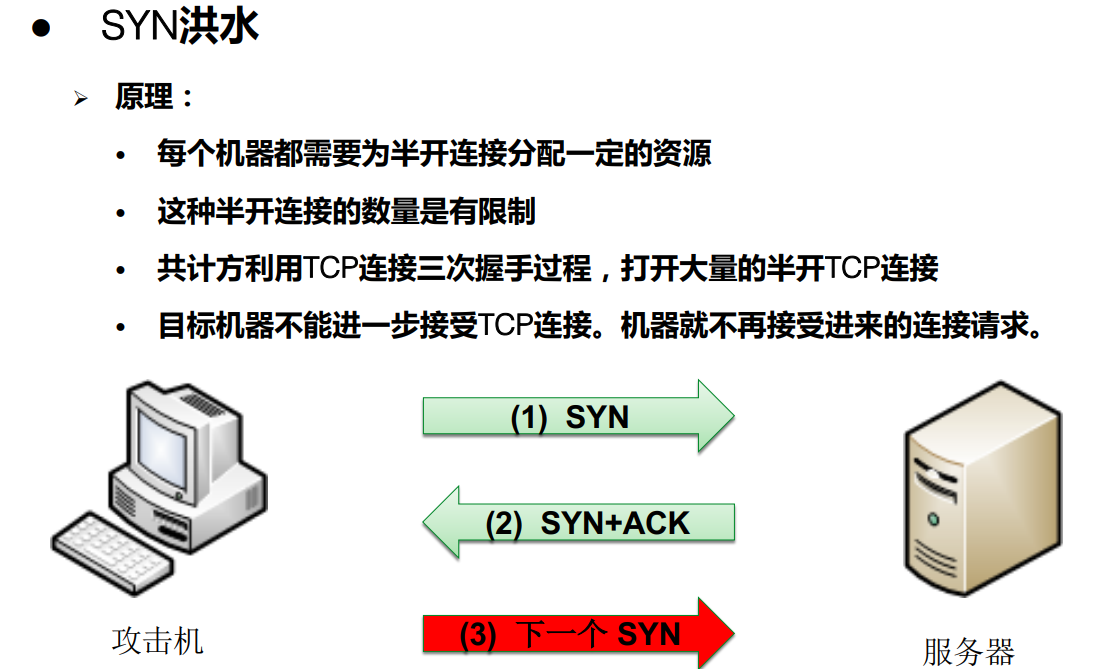 SYN洪水
原理：
每个机器都需要为半开连接分配一定的资源
这种半开连接的数量是有限制
共计方利用TCP连接三次握手过程，打开大量的半开TCP连接
目标机器不能进一步接受TCP连接。机器就不再接受进来的连接请求。
(1) SYN
(2) SYN+ACK
(3) 下一个 SYN
攻击机
服务器